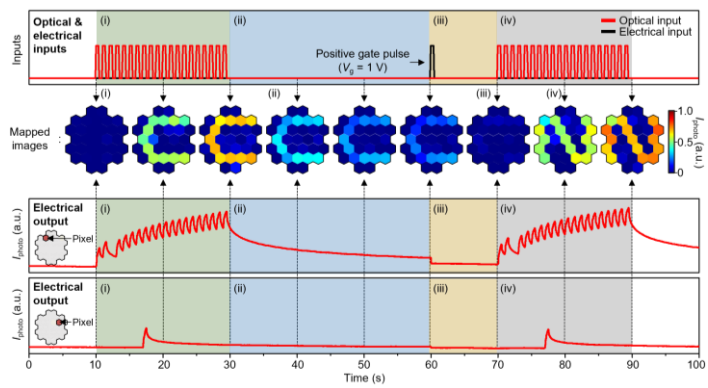 Optical &
electrical
inputs
(i)
(ii)
(iii)
(iv)
Optical input
Electrical input
Positive gate pulse
(Vg = 1 V)
Inputs
(i)
(ii)
(iii)
(iv)
Mapped
images
:
1.0
0.5
0
Iphoto (a.u.)
Electrical
output
(i)
(ii)
(iii)
(iv)
Pixel
Iphoto (a.u.)
Electrical
output
(i)
(ii)
(iii)
(iv)
Pixel
Iphoto (a.u.)
0 10 20 30 40 50 60 70 80 90 100
Time (s)